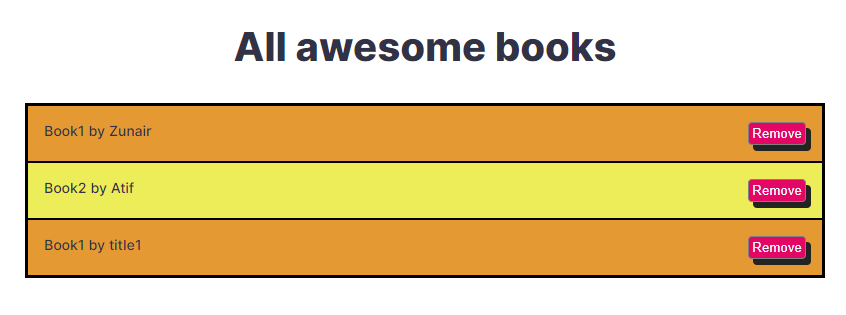 All awesome books
Book1 by Zunair
Remove
Book2 by Atif
Remove
Book1 by title1
Remove